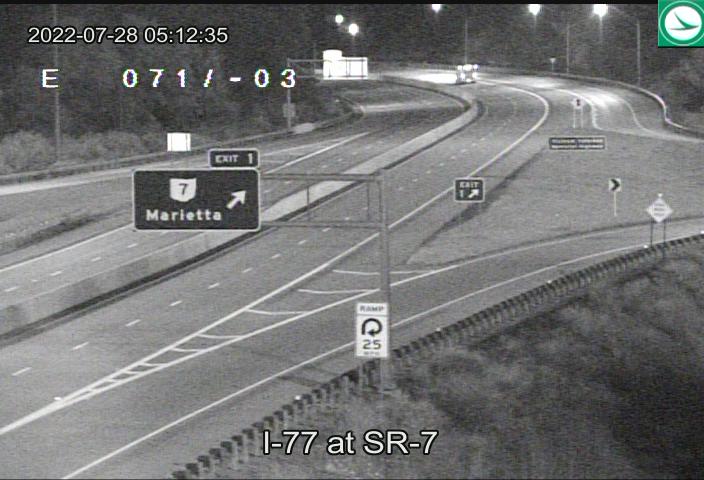 2022-07-28 05:12:35
E 071/-03
EXIT 1
7
Marietta
EXIT
1
RAMP
25
MPH
I-77 at SR-7